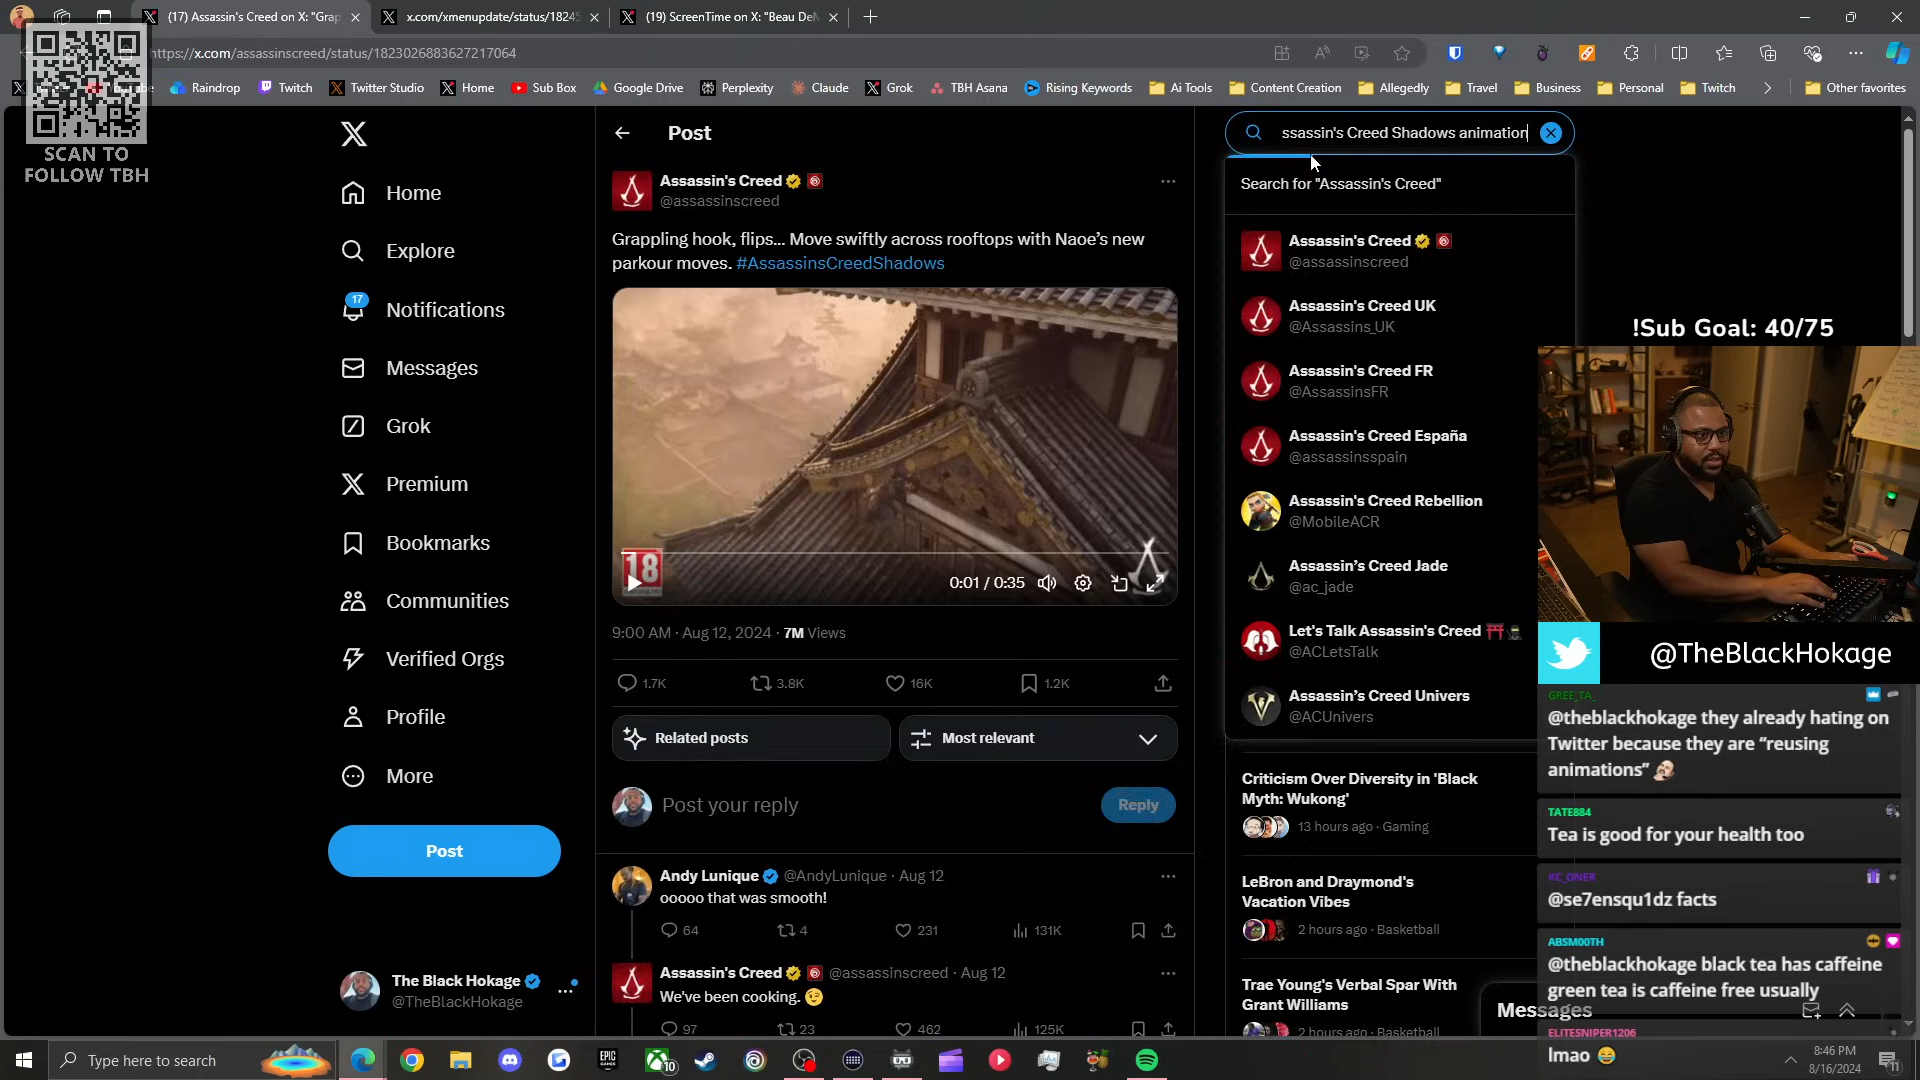 (17) Assassin's Creed on X: "Grap
x.com/xmenupdate/status/1824
(19) ScreenTime on X: "Beau DeM
https://x.com/assassinscreed/status/1823026883627217064
Raindrop
Twitch
Twitter Studio
Home
Sub Box
Google Drive
Perplexity
Claude
Grok
TBH Asana
Rising Keywords
Ai Tools
Content Creation
Allegedly
Travel
Business
Personal
Twitch
Other favorites
SCAN TO
FOLLOW TBH
Home
Explore
17
Notifications
Messages
Grok
Premium
Bookmarks
Communities
Verified Orgs
Profile
More
Post
The Black Hokage
@TheBlackHokage
Post
Assassin's Creed
@assassinscreed
Grappling hook, flips... Move swiftly across rooftops with Naoe's new
parkour moves. #AssassinsCreedShadows
18
0:01 / 0:35
9:00 AM · Aug 12, 2024 · 7M Views
1.7K
3.8K
16K
1.2K
Related posts
Most relevant
Post your reply
Reply
Andy Lunique @AndyLunique · Aug 12
ooooo that was smooth!
64
4
231
131K
Assassin's Creed @assassinscreed · Aug 12
We've been cooking. 😉
97
23
462
125K
ssassin's Creed Shadows animation
Search for "Assassin's Creed"
Assassin's Creed
@assassinscreed
Assassin's Creed UK
@Assassins_UK
Assassin's Creed FR
@AssassinsFR
Assassin's Creed España
@assassinsspain
Assassin's Creed Rebellion
@MobileACR
Assassin's Creed Jade
@ac_jade
Let's Talk Assassin's Creed
@ACLetsTalk
Assassin's Creed Univers
@ACUnivers
Criticism Over Diversity in 'Black
Myth: Wukong'
13 hours ago · Gaming
LeBron and Draymond's
Vacation Vibes
2 hours ago · Basketball
Trae Young's Verbal Spar With
Grant Williams
2 hours ago · Basketball
Messages
!Sub Goal: 40/75
@TheBlackHokage
GREE_TA_
@theblackhokage they already hating on
Twitter because they are "reusing
animations"
TATE884
Tea is good for your health too
KC_ONER
@se7ensqu1dz facts
ABSM00TH
@theblackhokage black tea has caffeine
green tea is caffeine free usually
ELITESNIPER1206
lmao 😂
Type here to search
EPIC
GAMES
10
8:46 PM
8/16/2024
11